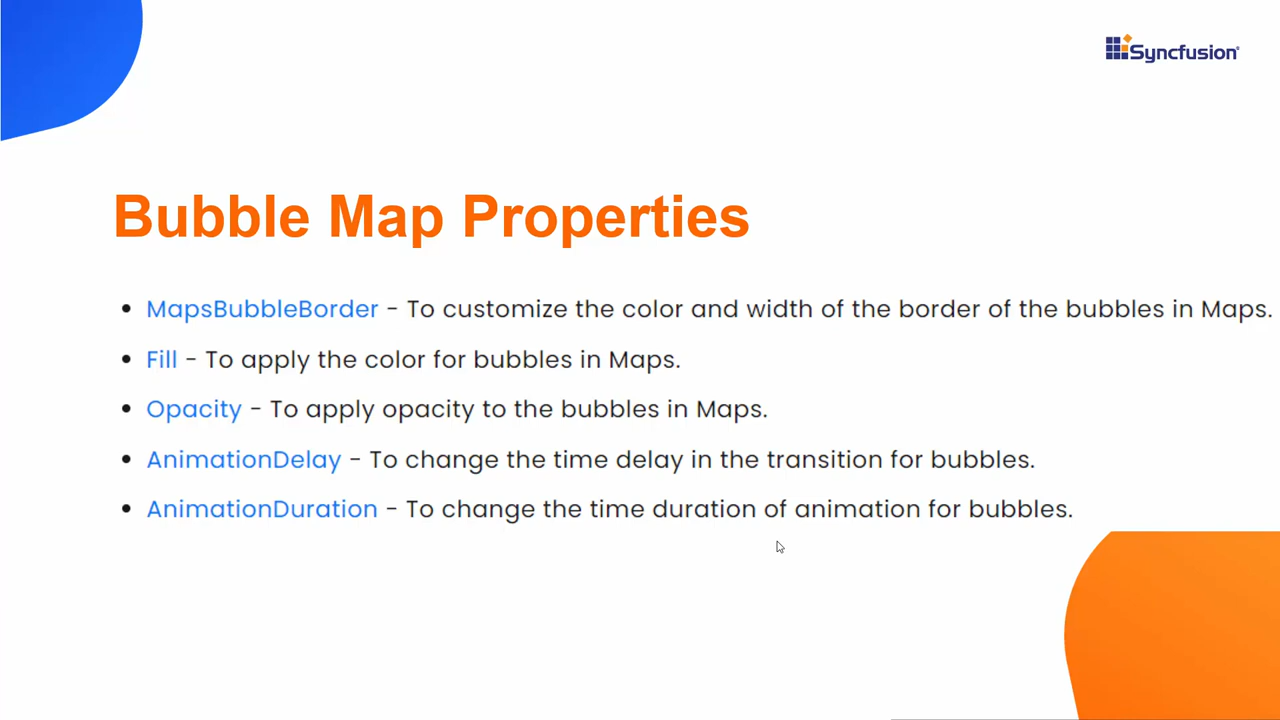 Syncfusion
Bubble Map Properties
• MapsBubbleBorder - To customize the color and width of the border of the bubbles in Maps.
• Fill - To apply the color for bubbles in Maps.
• Opacity - To apply opacity to the bubbles in Maps.
• AnimationDelay - To change the time delay in the transition for bubbles.
• AnimationDuration - To change the time duration of animation for bubbles.